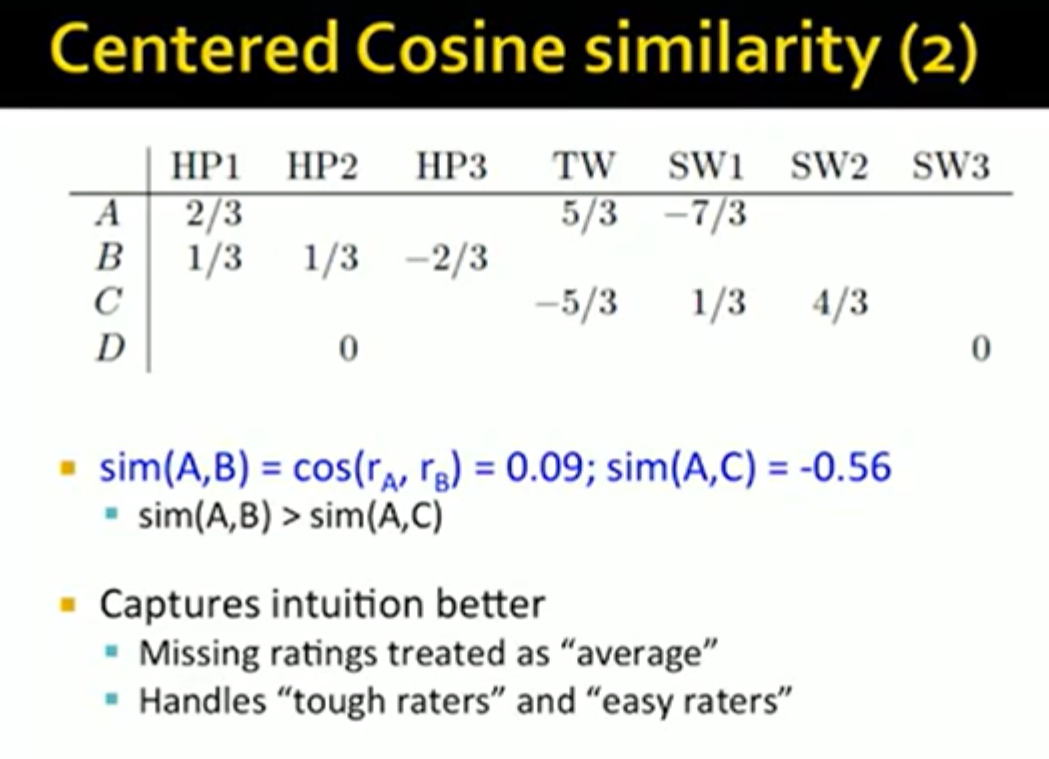 Centered Cosine similarity (2)
HP1 HP2 HP3 TW SW1 SW2 SW3
A 2/3 5/3 −7/3
B 1/3 1/3 −2/3
C −5/3 1/3 4/3
D 0 0
sim(A,B) = cos(rA, rB) = 0.09; sim(A,C) = -0.56
sim(A,B) > sim(A,C)
Captures intuition better
Missing ratings treated as “average”
Handles “tough raters” and “easy raters”